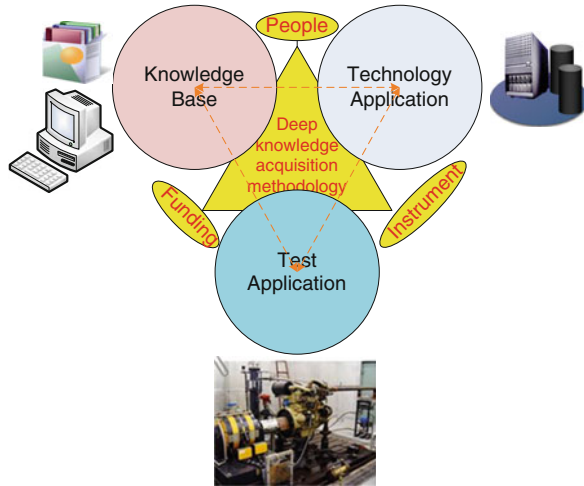 People
Knowledge
Base
Technology
Application
Deep
knowledge
acquisition
methodology
Funding
Instrument
Test
Application